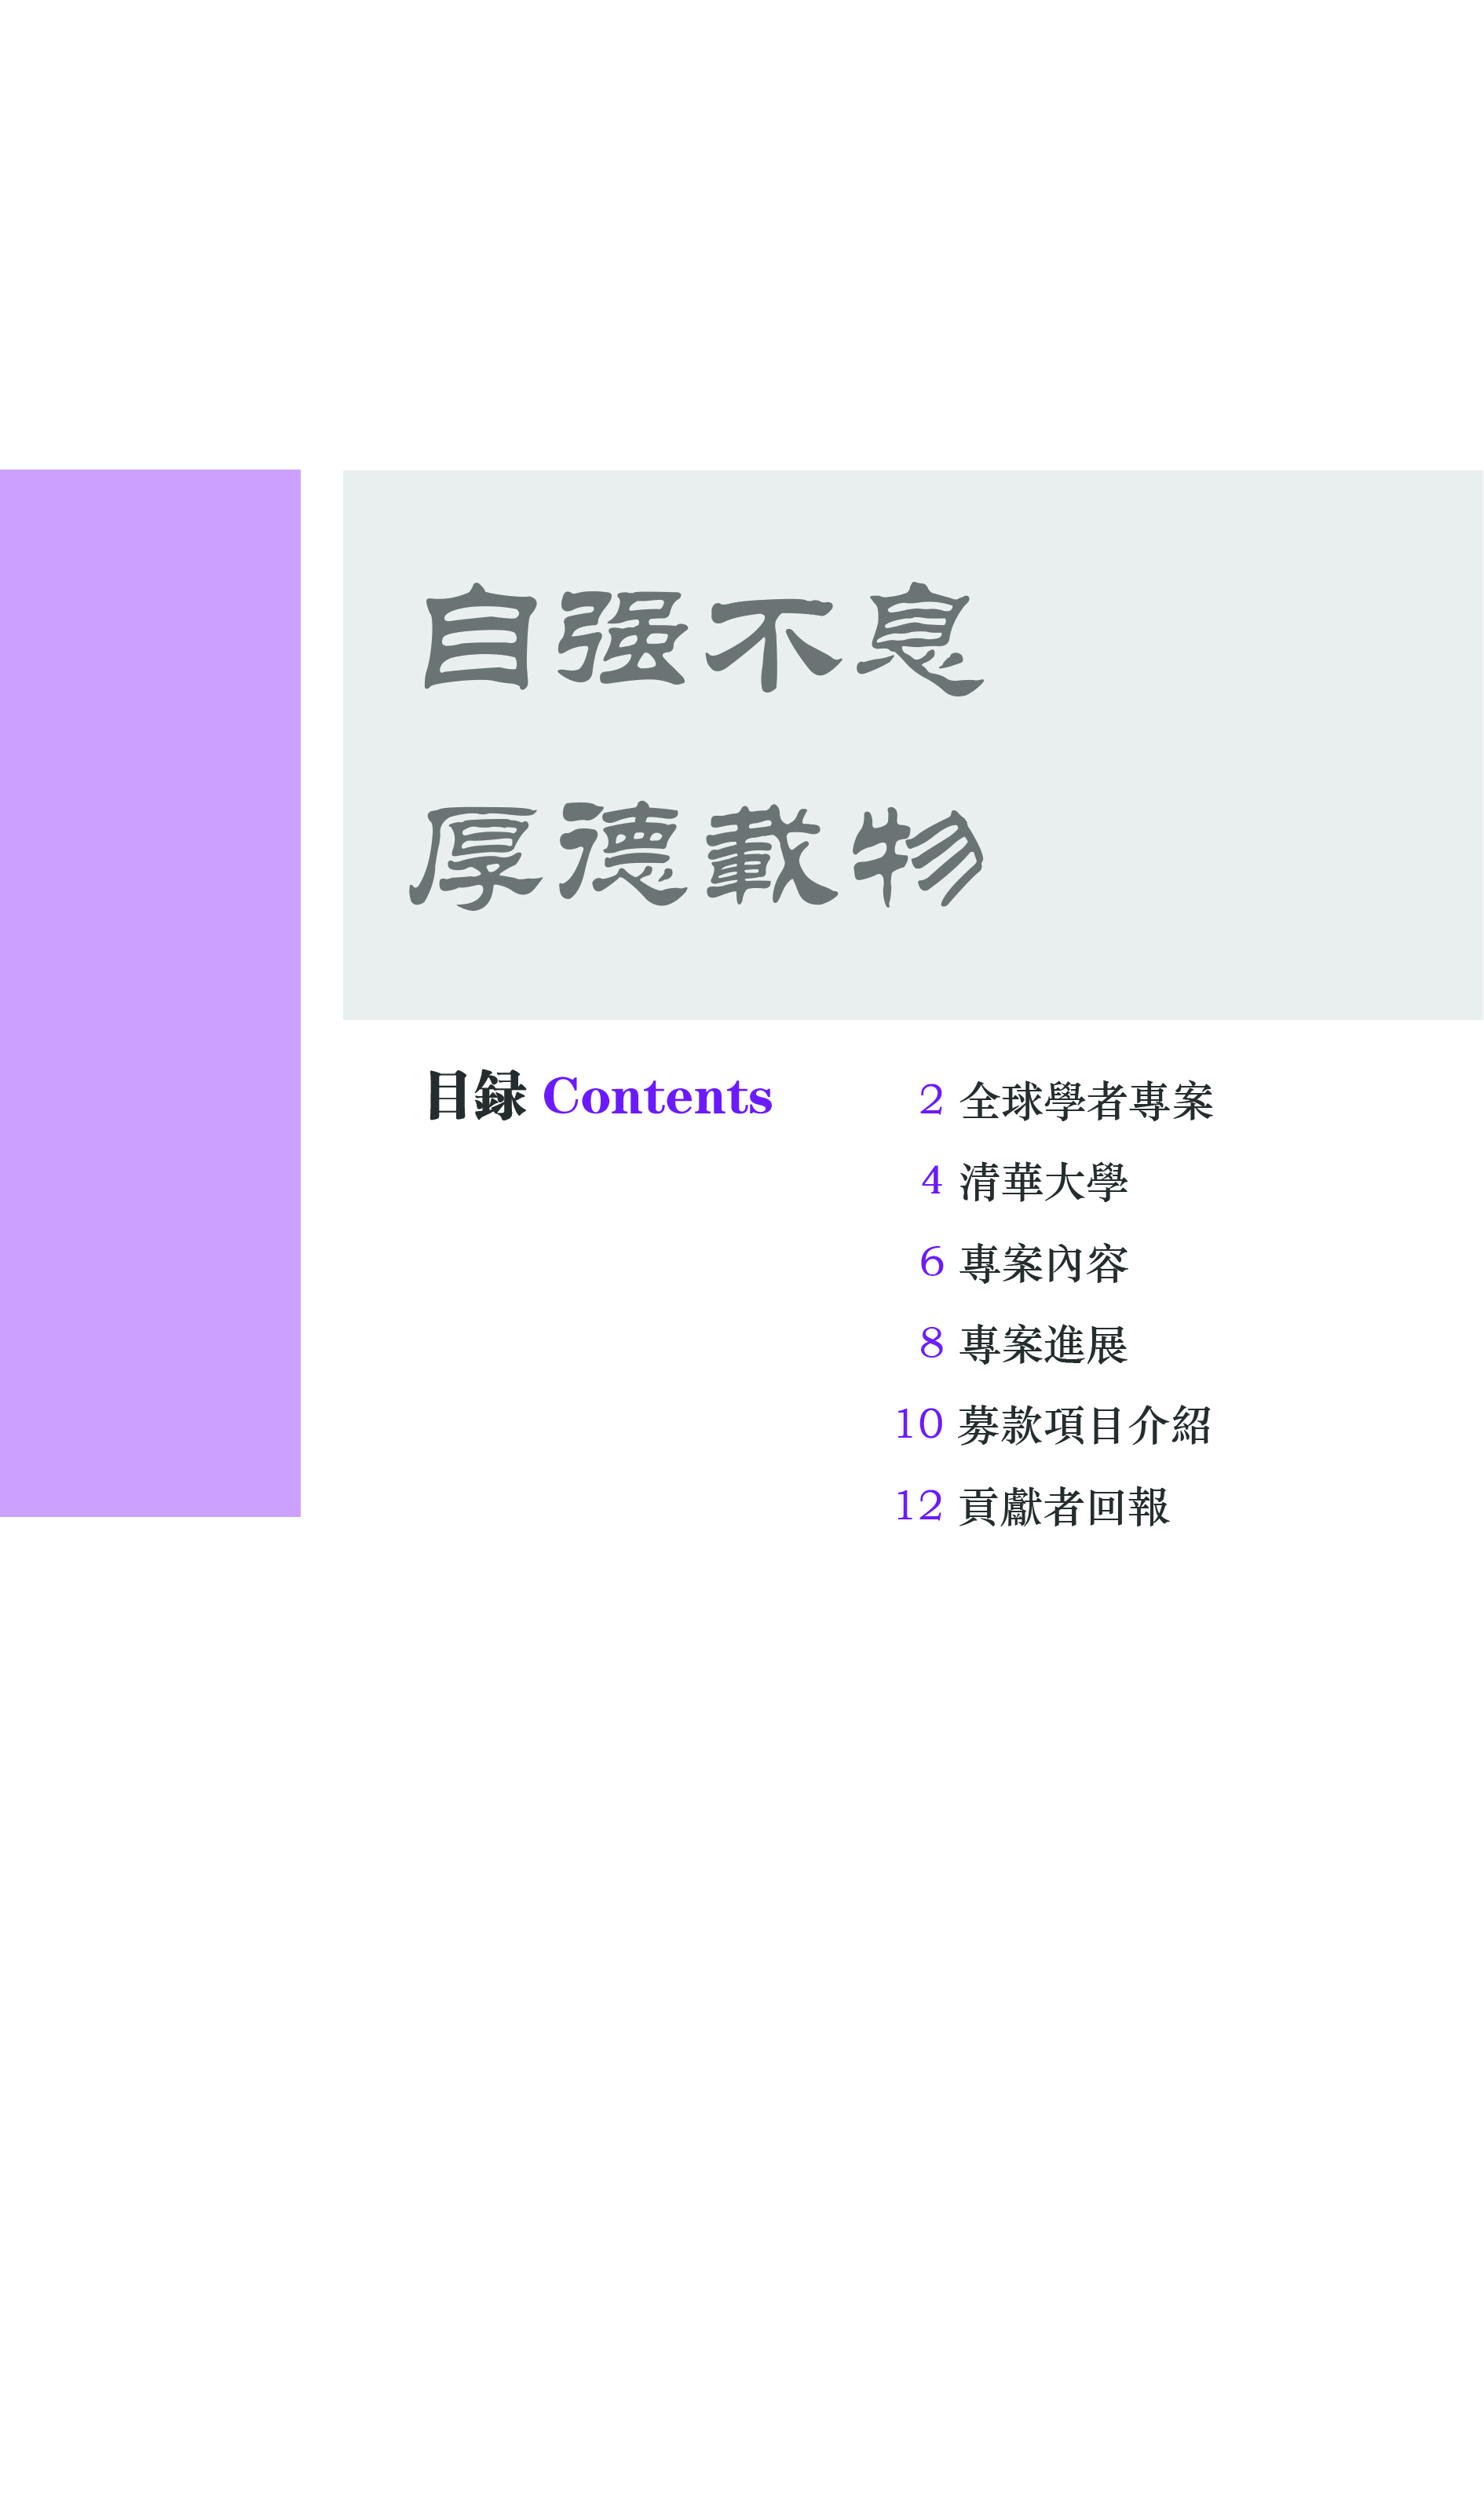 自強不息
厚德載物
目錄 Contents
2 全球學者專案
4 清華大學
6 專案內容
8 專案進展
10 募款項目介紹
12 貢獻者回報